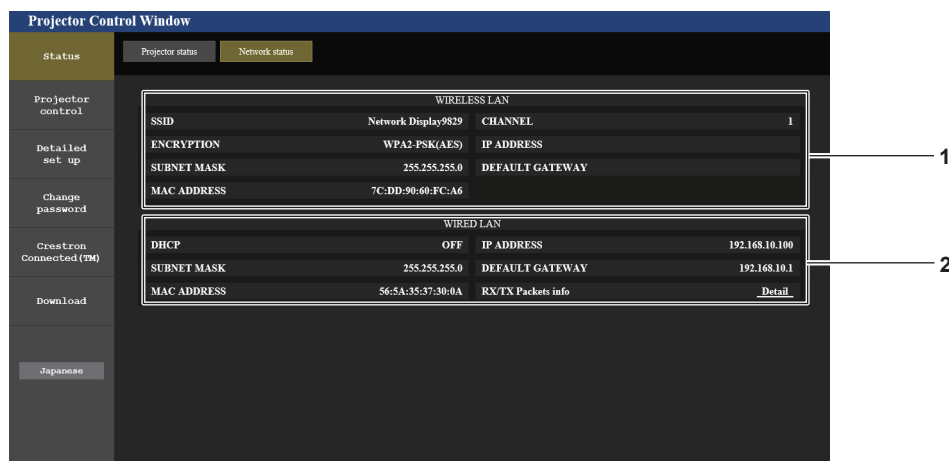 Projector Control Window
Status
Projector status
Network status
Projector
control
Detailed
set up
Change
password
Crestron
Connected(TM)
Download
Japanese
WIRELESS LAN
SSID Network Display9829 CHANNEL 1
ENCRYPTION WPA2-PSK(AES) IP ADDRESS
SUBNET MASK 255.255.255.0 DEFAULT GATEWAY
MAC ADDRESS 7C:DD:90:60:FC:A6
1
WIRED LAN
DHCP OFF IP ADDRESS 192.168.10.100
SUBNET MASK 255.255.255.0 DEFAULT GATEWAY 192.168.10.1
MAC ADDRESS 56:5A:35:37:30:0A RX/TX Packets info Detail
2